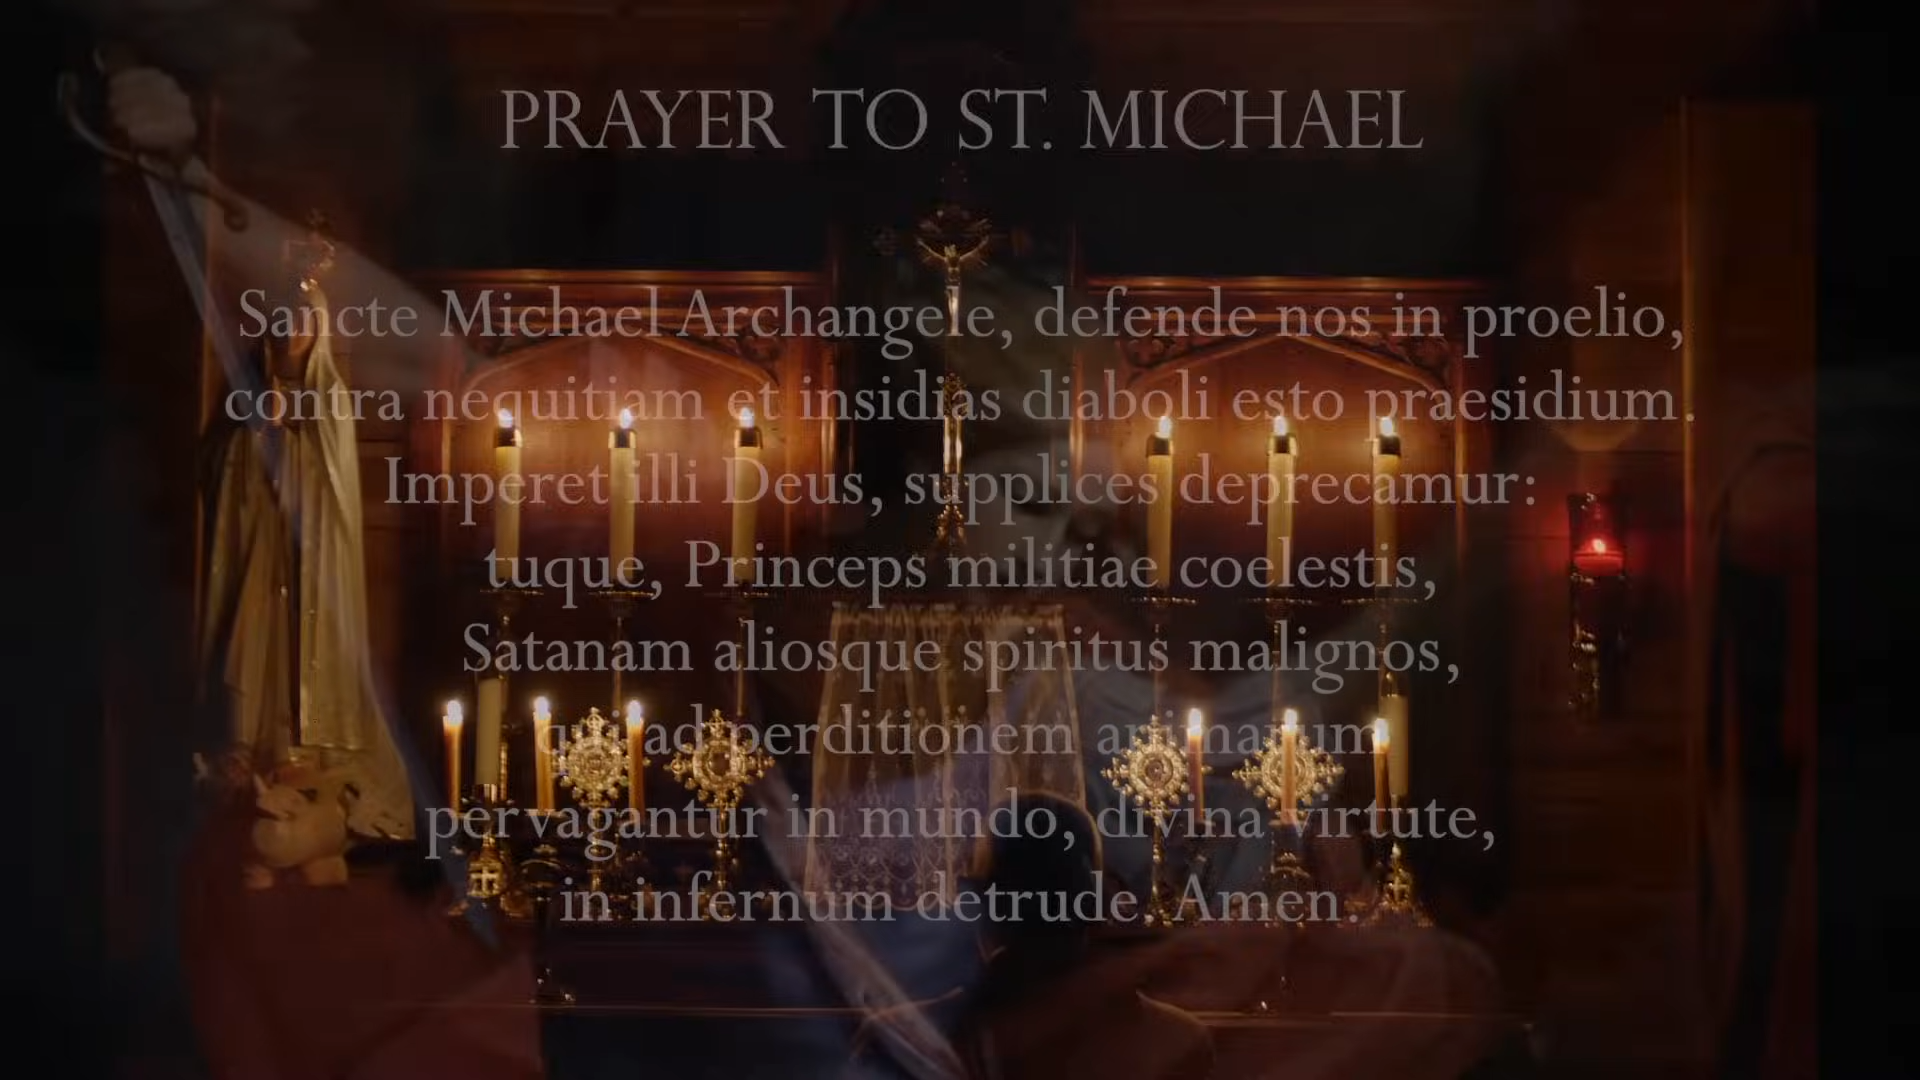 PRAYER TO ST. MICHAEL
Sancte Michael Archangele, defende nos in proelio,
contra nequitiam et insidias diaboli esto praesidium.
Imperet illi Deus, supplices deprecamur:
tuque, Princeps militiae coelestis,
Satanam aliosque spiritus malignos,
qui ad perditionem animarum
pervagantur in mundo, divina virtute,
in infernum detrude. Amen.